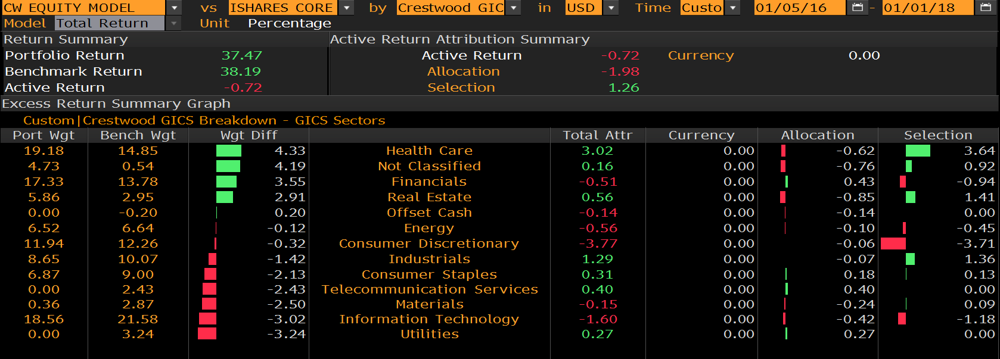 CW EQUITY MODEL vs ISHARES CORE by Crestwood GIC in USD Time Custo 01/05/16 - 01/01/18
Model Total Return Unit Percentage
Return Summary Active Return Attribution Summary
Portfolio Return 37.47 Active Return -0.72 Currency 0.00
Benchmark Return 38.19 Allocation -1.98
Active Return -0.72 Selection 1.26
Excess Return Summary Graph
Custom|Crestwood GICS Breakdown - GICS Sectors
Port Wgt Bench Wgt Wgt Diff Total Attr Currency Allocation Selection
19.18 14.85 4.33 Health Care 3.02 0.00 -0.62 3.64
4.73 0.54 4.19 Not Classified 0.16 0.00 -0.76 0.92
17.33 13.78 3.55 Financials -0.51 0.00 0.43 -0.94
5.86 2.95 2.91 Real Estate 0.56 0.00 -0.85 1.41
0.00 -0.20 0.20 Offset Cash -0.14 0.00 -0.14 0.00
6.52 6.64 -0.12 Energy -0.56 0.00 -0.10 -0.45
11.94 12.26 -0.32 Consumer Discretionary -3.77 0.00 -0.06 -3.71
8.65 10.07 -1.42 Industrials 1.29 0.00 -0.07 1.36
6.87 9.00 -2.13 Consumer Staples 0.31 0.00 0.18 0.13
0.00 2.43 -2.43 Telecommunication Services 0.40 0.00 0.40 0.00
0.36 2.87 -2.50 Materials -0.15 0.00 -0.24 0.09
18.56 21.58 -3.02 Information Technology -1.60 0.00 -0.42 -1.18
0.00 3.24 -3.24 Utilities 0.27 0.00 0.27 0.00